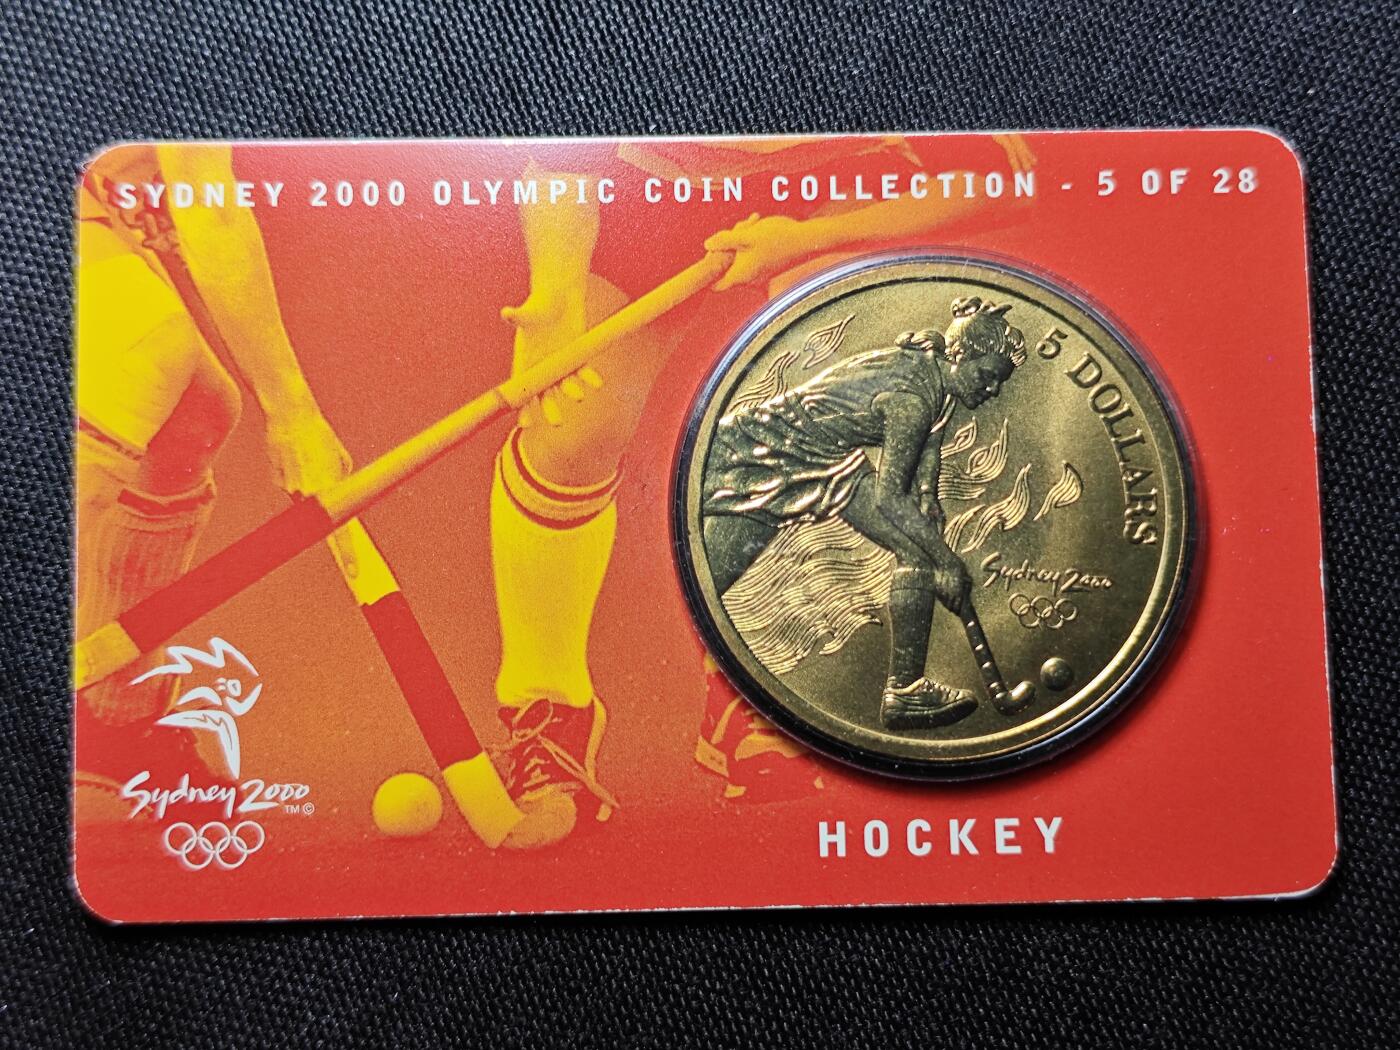 SYDNEY 2000 OLYMPIC COIN COLLECTION - 5 OF 28
5 DOLLARS
Sydney 2000
Sydney 2000
TM ©
HOCKEY